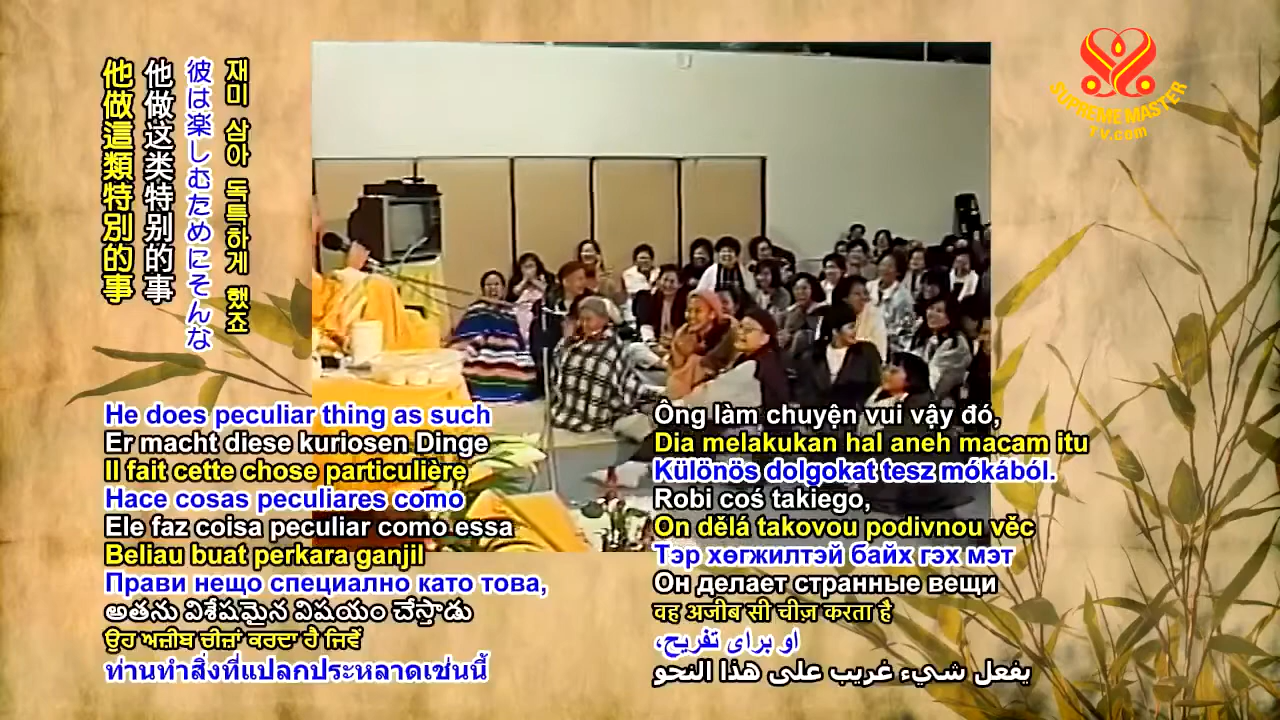 SUPREME MASTER
TV.com
他做這類特別的事
他做这类特别的事
彼は楽しむためにそんな
재미 삼아 독특하게 했죠
He does peculiar thing as such
Er macht diese kuriosen Dinge
Il fait cette chose particulière
Hace cosas peculiares como
Ele faz coisa peculiar como essa
Beliau buat perkara ganjil
Прави нещо специално като това,
అతను విశేషమైన విషయం చేస్తాడు
ਉਹ ਅਜ਼ੀਬ ਚੀਜ਼ਾਂ ਕਰਦਾ ਹੈ ਜਿਵੇਂ
ท่านทำสิ่งที่แปลกประหลาดเช่นนี้
Ông làm chuyện vui vậy đó,
Dia melakukan hal aneh macam itu
Különös dolgokat tesz mókából.
Robi coś takiego,
On dělá takovou podivnou věc
Тэр хөгжилтэй байх гэх мэт
Он делает странные вещи
वह अजीब सी चीज़ करता है
او برای تفریح،
يفعل شيء غريب على هذا النحو